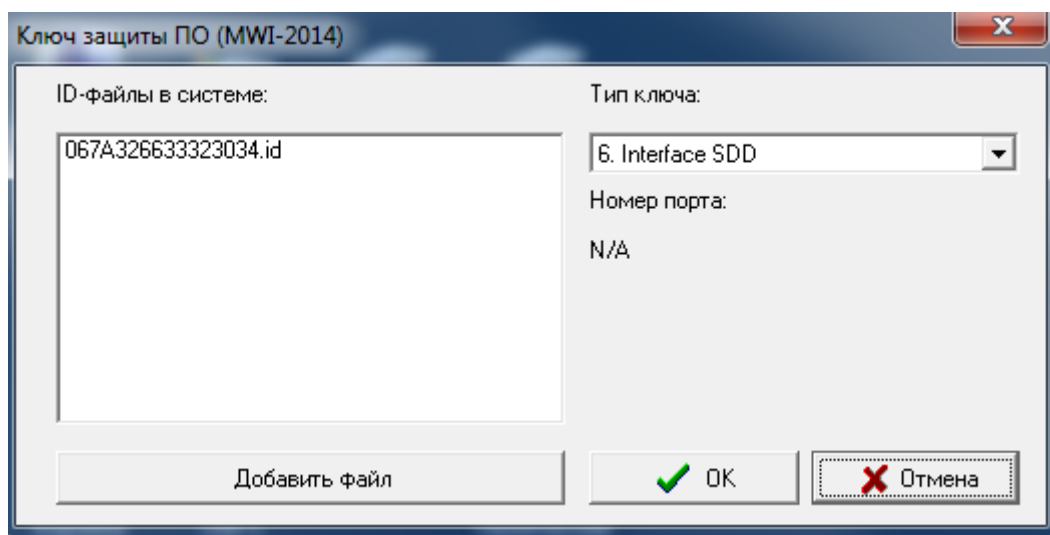 Ключ защиты ПО (MWI-2014)
ID-файлы в системе:
067A326633323034.id
Добавить файл
Тип ключа:
6. Interface SDD
Номер порта:
N/A
OK
Отмена